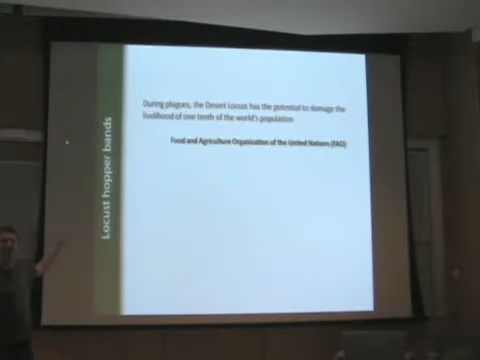 Locust hopper bands
During plagues, the Desert Locust has the potential to damage the
livelihood of one tenth of the world's population
Food and Agriculture Organization of the United Nations (FAO)